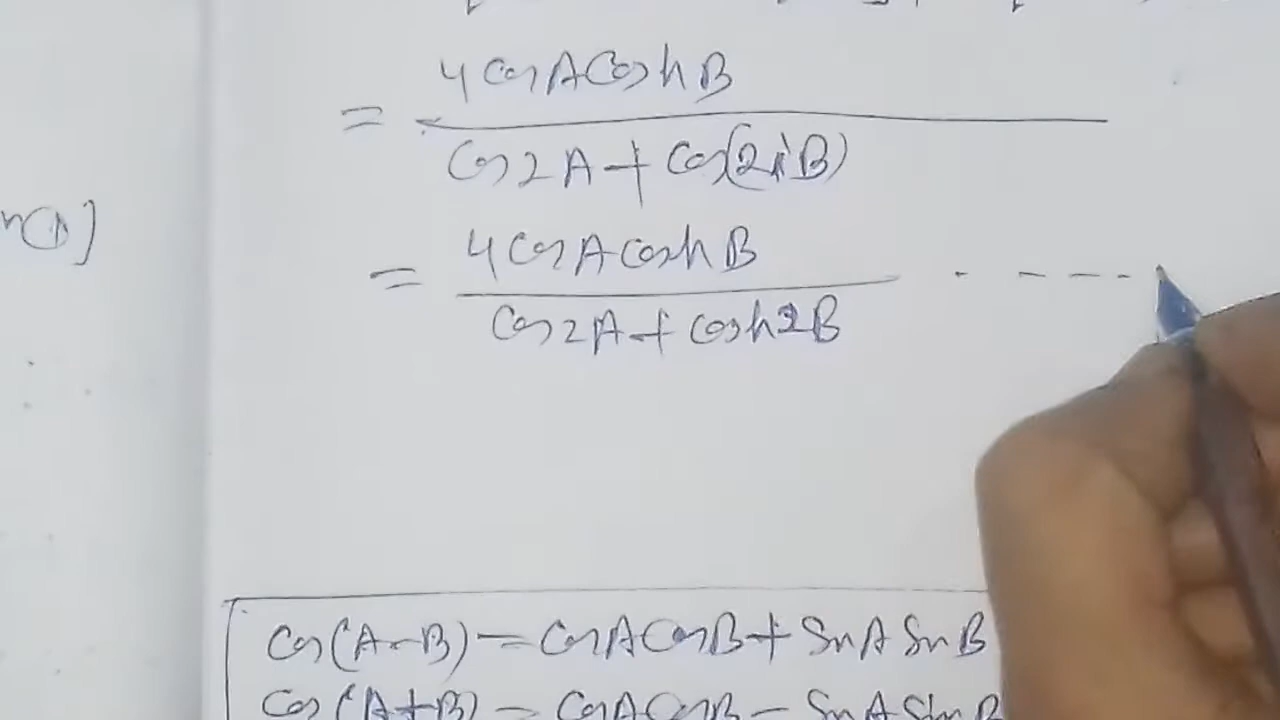 = 4 cos A cosh B / cos 2A + cos(2iB)
n(1)]
= 4 cos A cosh B / cos 2A + cosh 2B . - - - -
cos(A-B) = cos A cos B + Sin A Sin B
cos(A+B) = cos A cos B - Sin A Sin B